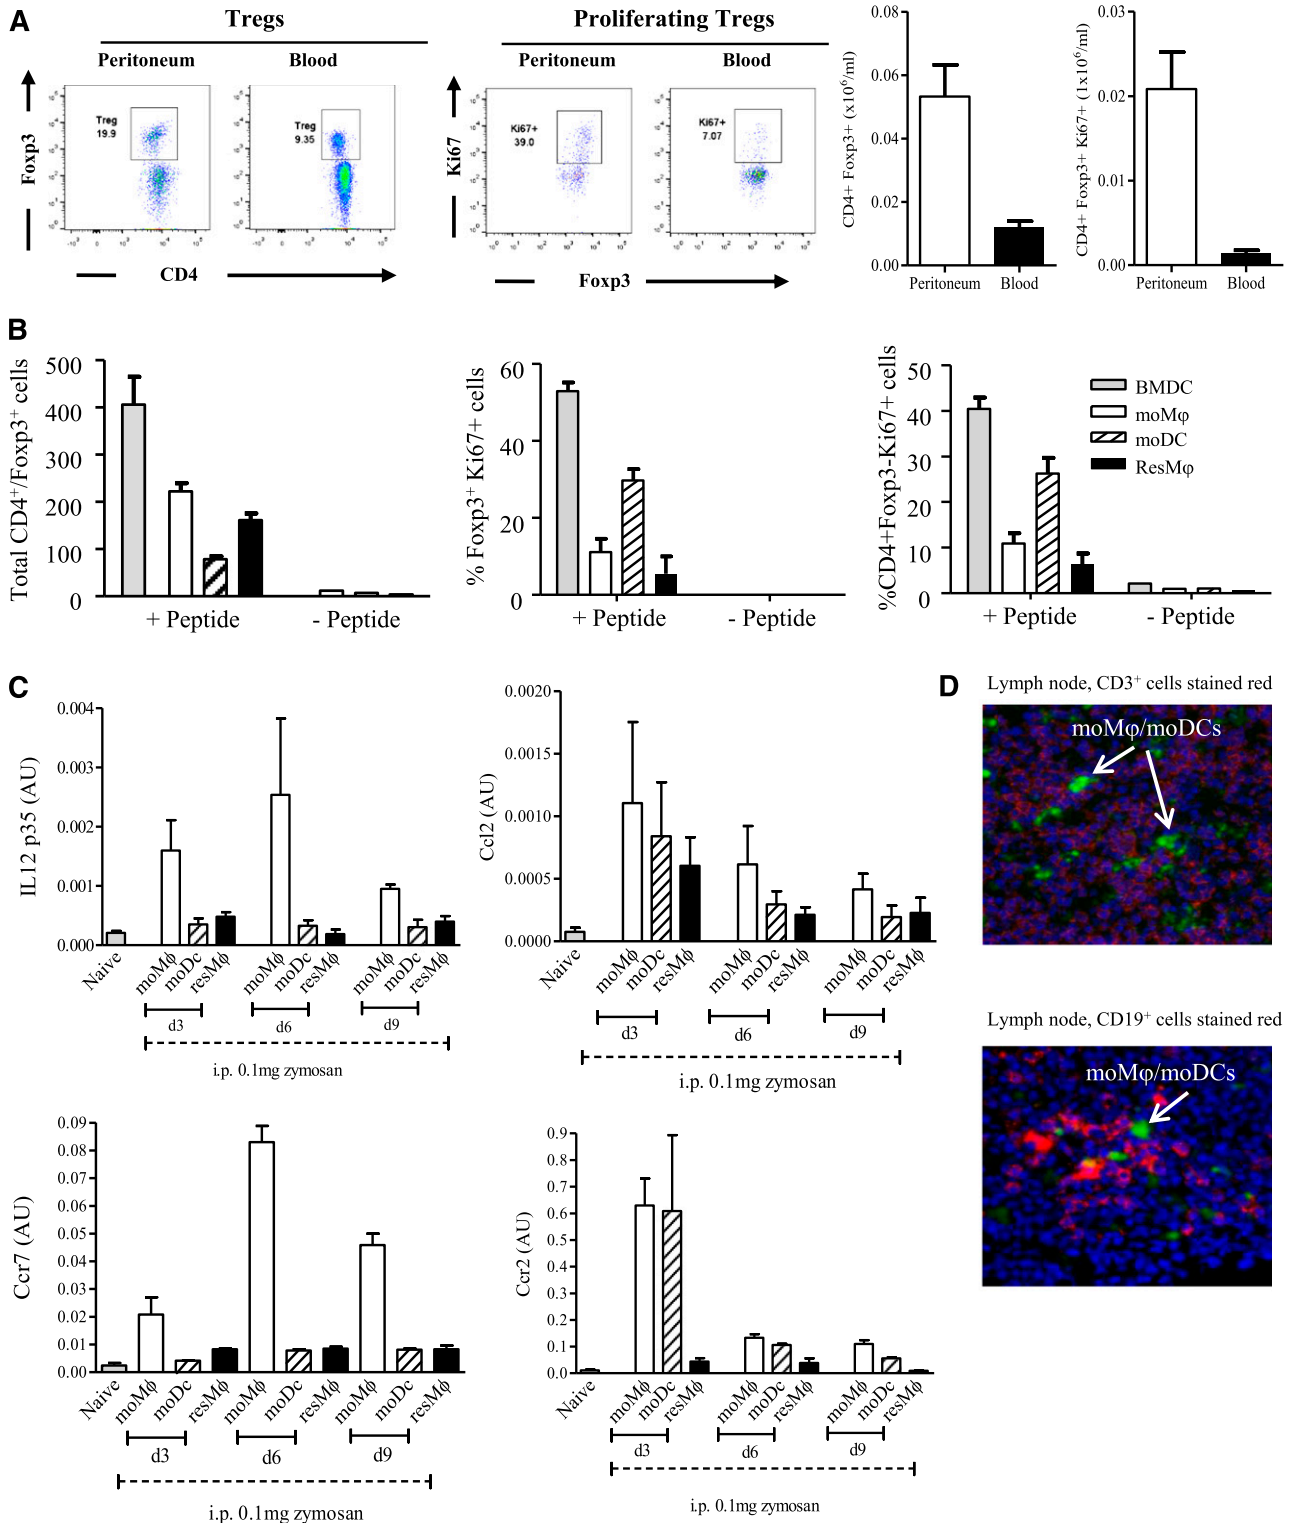 A
Tregs
Proliferating Tregs
Peritoneum
Blood
Peritoneum
Blood
Foxp3
Treg
19.9
Treg
9.35
CD4
Ki67
Ki67+
39.0
Ki67+
7.07
Foxp3
CD4+ Foxp3+ (x10⁶/ml)
0.08
0.06
0.04
0.02
0.00
Peritoneum
Blood
CD4+ Foxp3+ Ki67+ (1x10⁶/ml)
0.03
0.02
0.01
0.00
Peritoneum
Blood
B
Total CD4⁺/Foxp3⁺ cells
500
400
300
200
100
0
+ Peptide
- Peptide
% Foxp3⁺ Ki67+ cells
60
40
20
0
+ Peptide
- Peptide
%CD4+Foxp3-Ki67+ cells
50
40
30
20
10
0
+ Peptide
- Peptide
BMDC
moMφ
moDC
ResMφ
C
IL12 p35 (AU)
0.004
0.003
0.002
0.001
0.000
Naive
moMϕ
moDc
resMϕ
moMϕ
moDc
resMϕ
moMϕ
moDc
resMϕ
d3
d6
d9
i.p. 0.1mg zymosan
Ccl2 (AU)
0.0020
0.0015
0.0010
0.0005
0.0000
Naive
moMϕ
moDc
resMϕ
moMϕ
moDc
resMϕ
moMϕ
moDc
resMϕ
d3
d6
d9
i.p. 0.1mg zymosan
D
Lymph node, CD3⁺ cells stained red
moMφ/moDCs
Lymph node, CD19⁺ cells stained red
moMφ/moDCs
Ccr7 (AU)
0.09
0.08
0.07
0.06
0.05
0.04
0.03
0.02
0.01
0.00
Naive
moMϕ
moDc
resMϕ
moMϕ
moDc
resMϕ
moMϕ
moDc
resMϕ
d3
d6
d9
i.p. 0.1mg zymosan
Ccr2 (AU)
0.9
0.8
0.7
0.6
0.5
0.4
0.3
0.2
0.1
0.0
Naive
moMϕ
moDc
resMϕ
moMϕ
moDc
resMϕ
moMϕ
moDc
resMϕ
d3
d6
d9
i.p. 0.1mg zymosan